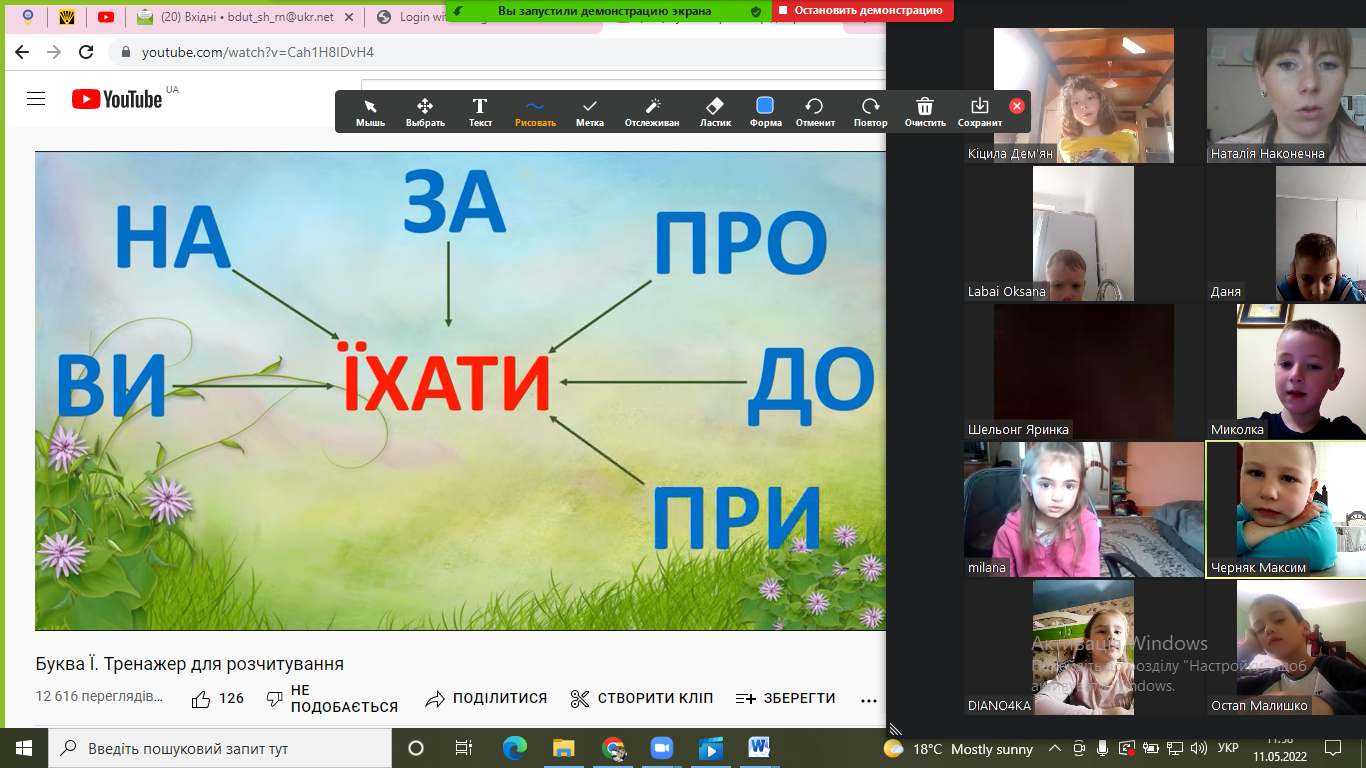 (20) Вхідні • bdut_sh_rn@ukr.net
Login wit
Вы запустили демонстрацию экрана
Остановить демонстрацию
youtube.com/watch?v=Cah1H8IDvH4
YouTube UA
Мышь Выбрать Текст Рисовать Метка Отслеживан Ластик Форма Отменит Повтор Очистить Сохранит
ЗА
НА
ПРО
ВИ
ЇХАТИ
ДО
ПРИ
Буква Ї. Тренажер для розчитування
12 616 переглядів...
126
НЕ
ПОДОБАЄТЬСЯ
ПОДІЛИТИСЯ
СТВОРИТИ КЛІП
ЗБЕРЕГТИ
Кіцила Дем'ян
Наталія Наконечна
Labai Oksana
Даня
Шельонг Яринка
Миколка
milana
Черняк Максим
Активація Windows
DIANO4KA
Остап Малишко
Введіть пошуковий запит тут
18°C Mostly sunny
УКР
11.05.2022